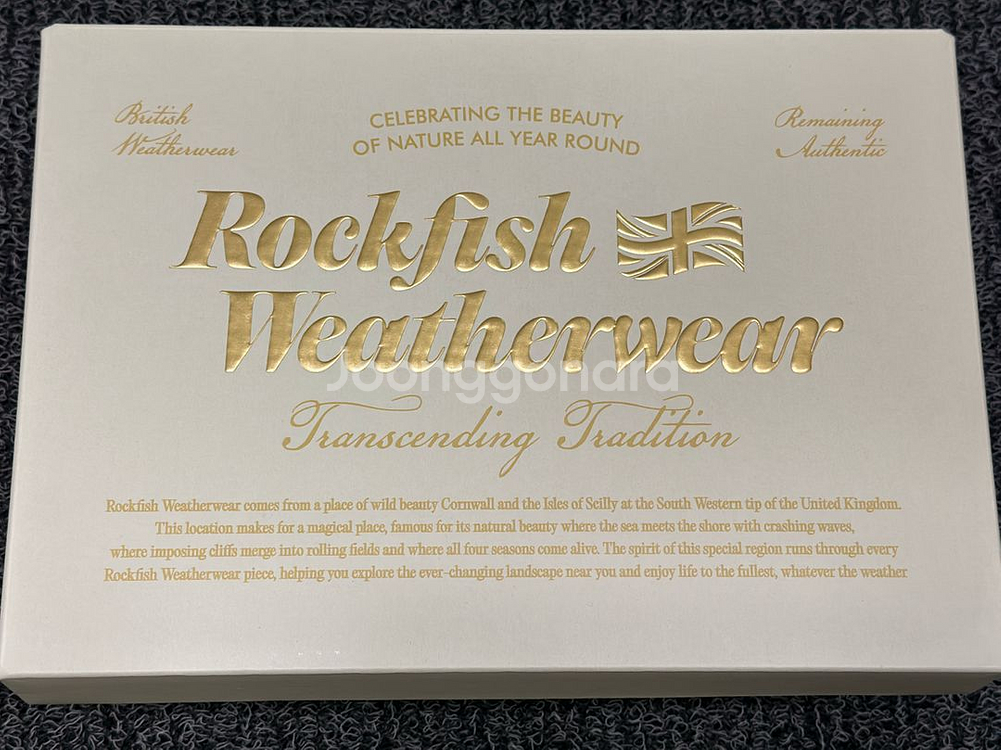 British
Weatherwear
CELEBRATING THE BEAUTY
OF NATURE ALL YEAR ROUND
Remaining
Authentic
Rockfish
Weatherwear
Joonggonara
Transcending Tradition
Rockfish Weatherwear comes from a place of wild beauty Cornwall and the Isles of Scilly at the South Western tip of the United Kingdom.
This location makes for a magical place, famous for its natural beauty where the sea meets the shore with crashing waves,
where imposing cliffs merge into rolling fields and where all four seasons come alive. The spirit of this special region runs through every
Rockfish Weatherwear piece, helping you explore the ever-changing landscape near you and enjoy life to the fullest, whatever the weather